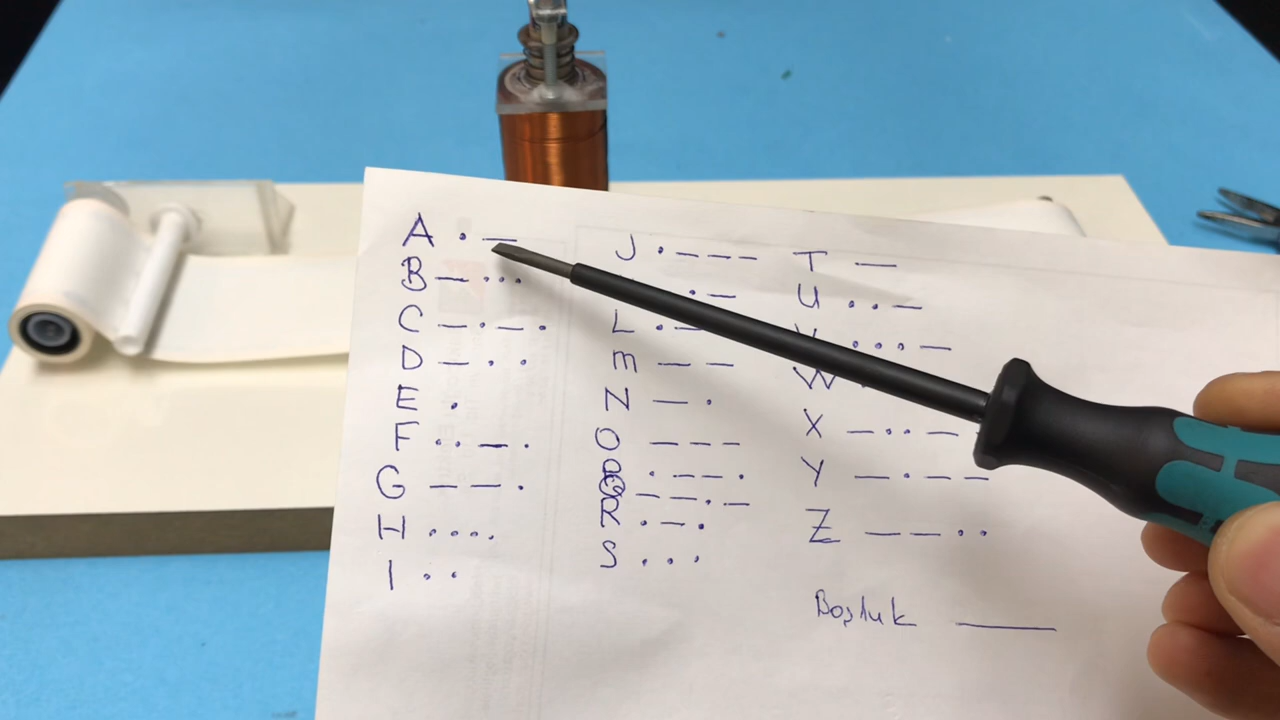 A · —
B — · · ·
C — · — ·
D — · ·
E ·
F · · — ·
G — — ·
H · · · ·
I · ·
J · — — —
· —
L · —
m — —
N — ·
O — — —
· — — ·
— — · —
R · — ·
S · · ·
T —
U · · —
· · · —
W ·
X — · · —
Y — · — —
Z — — · ·
Boşluk ——